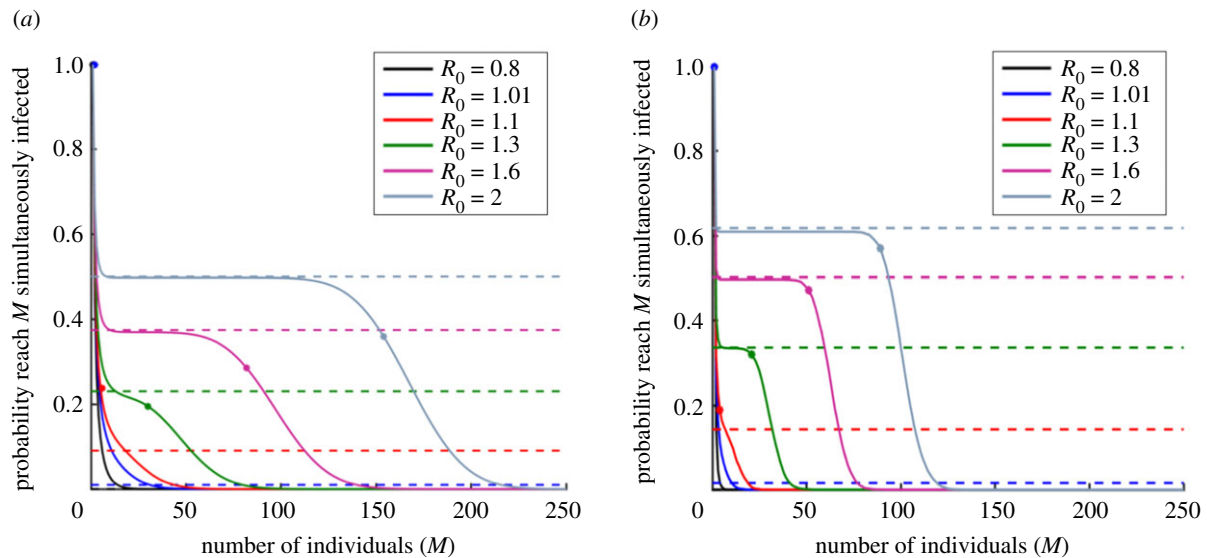 (a)
probability reach M simultaneously infected
1.0
0.8
0.6
0.4
0.2
0
50
100
150
200
250
number of individuals (M)
R0 = 0.8
R0 = 1.01
R0 = 1.1
R0 = 1.3
R0 = 1.6
R0 = 2
(b)
probability reach M simultaneously infected
1.0
0.8
0.6
0.4
0.2
0
50
100
150
200
250
number of individuals (M)
R0 = 0.8
R0 = 1.01
R0 = 1.1
R0 = 1.3
R0 = 1.6
R0 = 2